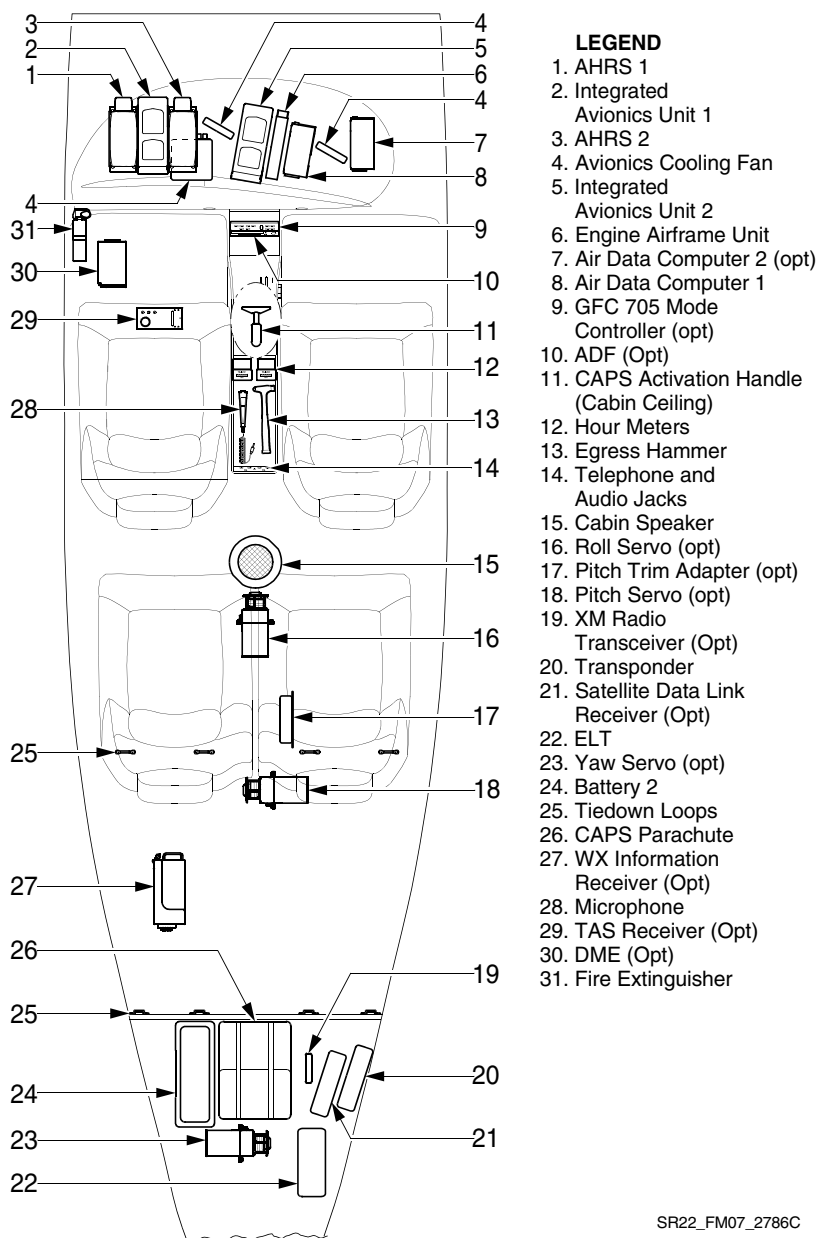 3
2
1
4
5
6
4
7
8
4
31
30
29
9
10
11
12
28
13
14
15
16
17
25
18
27
26
19
25
24
20
23
21
22
LEGEND
1. AHRS 1
2. Integrated
Avionics Unit 1
3. AHRS 2
4. Avionics Cooling Fan
5. Integrated
Avionics Unit 2
6. Engine Airframe Unit
7. Air Data Computer 2 (opt)
8. Air Data Computer 1
9. GFC 705 Mode
Controller (opt)
10. ADF (Opt)
11. CAPS Activation Handle
(Cabin Ceiling)
12. Hour Meters
13. Egress Hammer
14. Telephone and
Audio Jacks
15. Cabin Speaker
16. Roll Servo (opt)
17. Pitch Trim Adapter (opt)
18. Pitch Servo (opt)
19. XM Radio
Transceiver (Opt)
20. Transponder
21. Satellite Data Link
Receiver (Opt)
22. ELT
23. Yaw Servo (opt)
24. Battery 2
25. Tiedown Loops
26. CAPS Parachute
27. WX Information
Receiver (Opt)
28. Microphone
29. TAS Receiver (Opt)
30. DME (Opt)
31. Fire Extinguisher
SR22_FM07_2786C